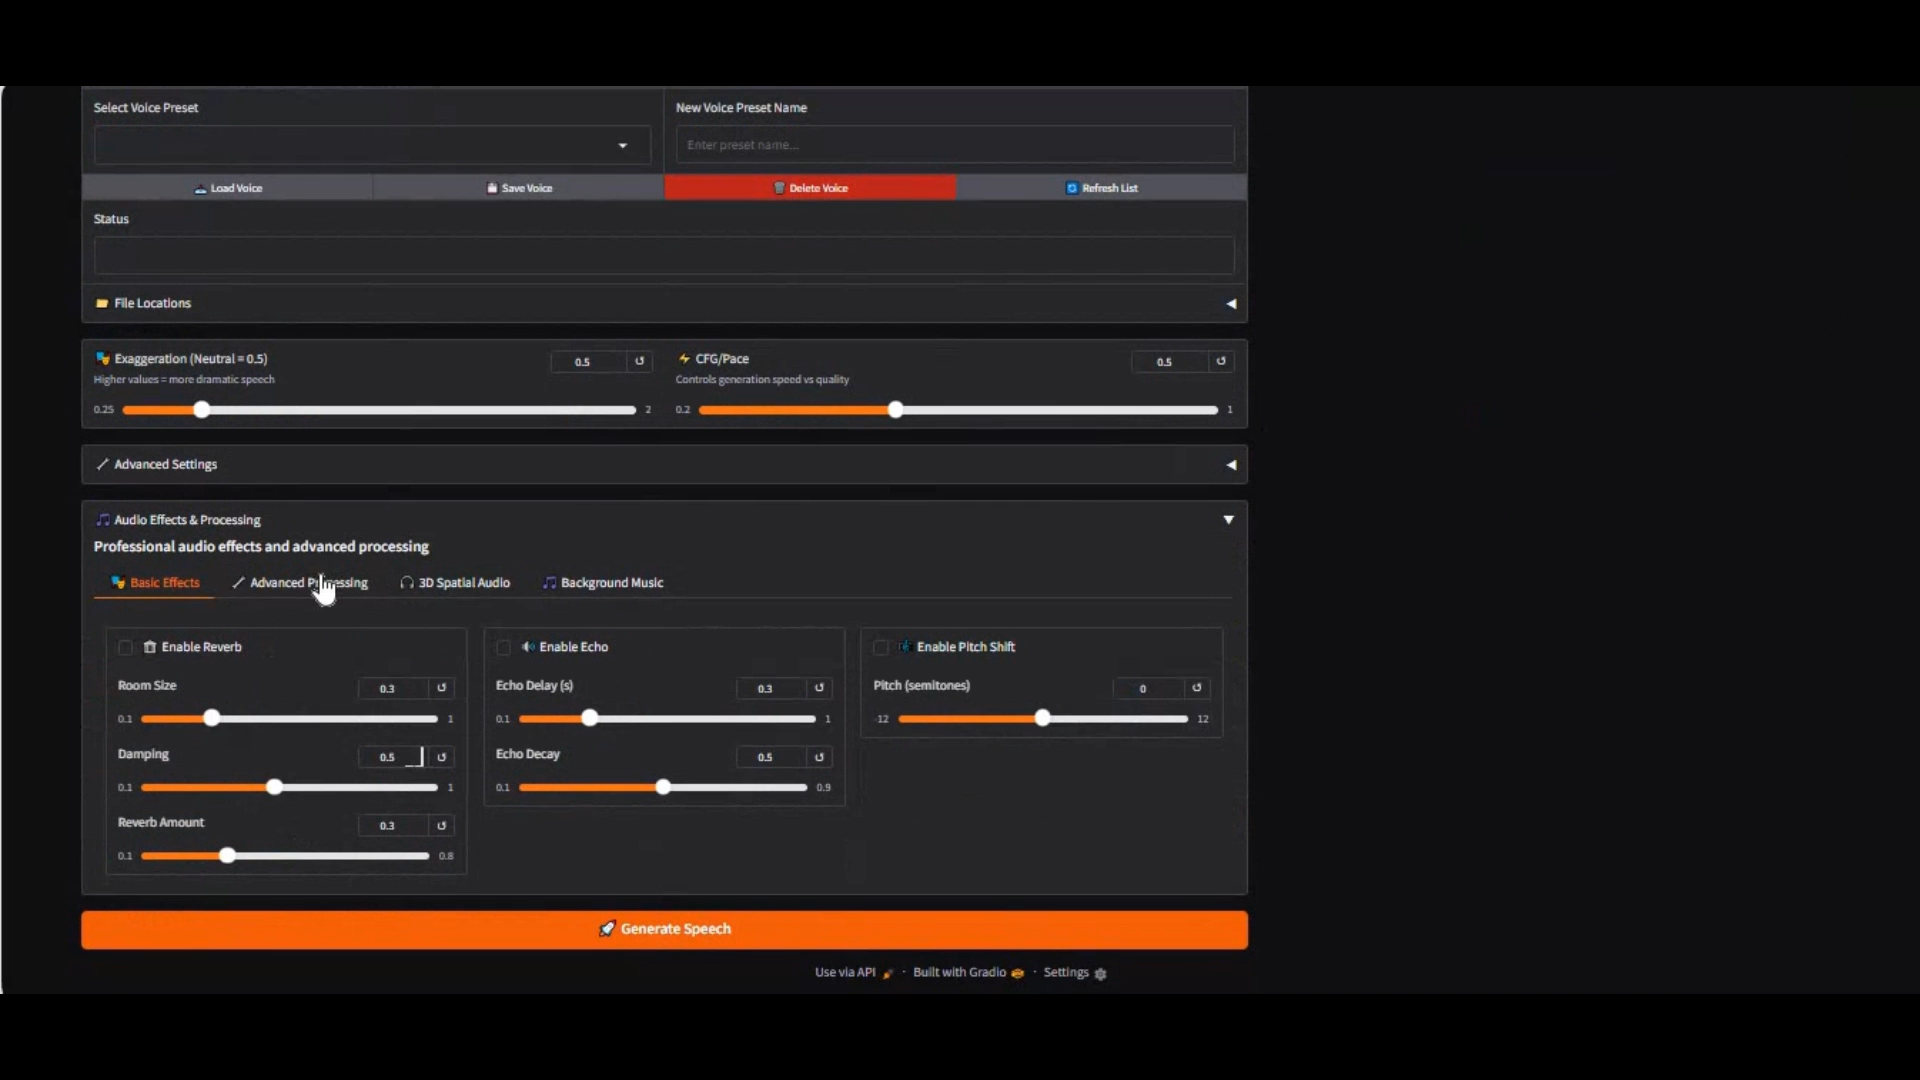 Select Voice Preset
New Voice Preset Name
Enter preset name...
Load Voice
Save Voice
Delete Voice
Refresh List
Status
File Locations
Exaggeration (Neutral = 0.5)
0.5
Higher values = more dramatic speech
0.25
2
CFG/Pace
0.5
Controls generation speed vs quality
0.2
1
Advanced Settings
Audio Effects & Processing
Professional audio effects and advanced processing
Basic Effects
Advanced Processing
3D Spatial Audio
Background Music
Enable Reverb
Room Size
0.3
0.1
1
Damping
0.5
0.1
1
Reverb Amount
0.3
0.1
0.8
Enable Echo
Echo Delay (s)
0.3
0.1
1
Echo Decay
0.5
0.1
0.9
Enable Pitch Shift
Pitch (semitones)
0
-12
12
Generate Speech
Use via API · Built with Gradio · Settings